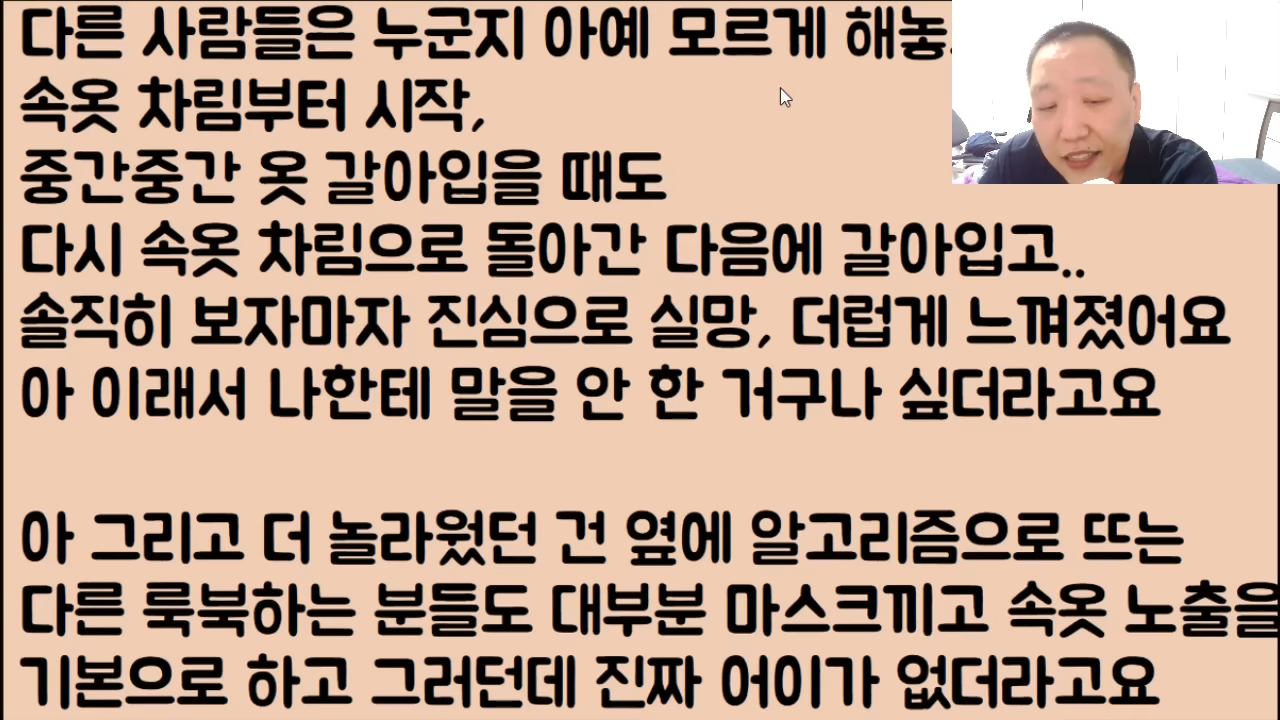 다른 사람들은 누군지 아예 모르게 해놓
속옷 차림부터 시작,
중간중간 옷 갈아입을 때도
다시 속옷 차림으로 돌아간 다음에 갈아입고..
솔직히 보자마자 진심으로 실망, 더럽게 느껴졌어요
아 이래서 나한테 말을 안 한 거구나 싶더라고요
아 그리고 더 놀라웠던 건 옆에 알고리즘으로 뜨는
다른 룩북하는 분들도 대부분 마스크끼고 속옷 노출을
기본으로 하고 그러던데 진짜 어이가 없더라고요